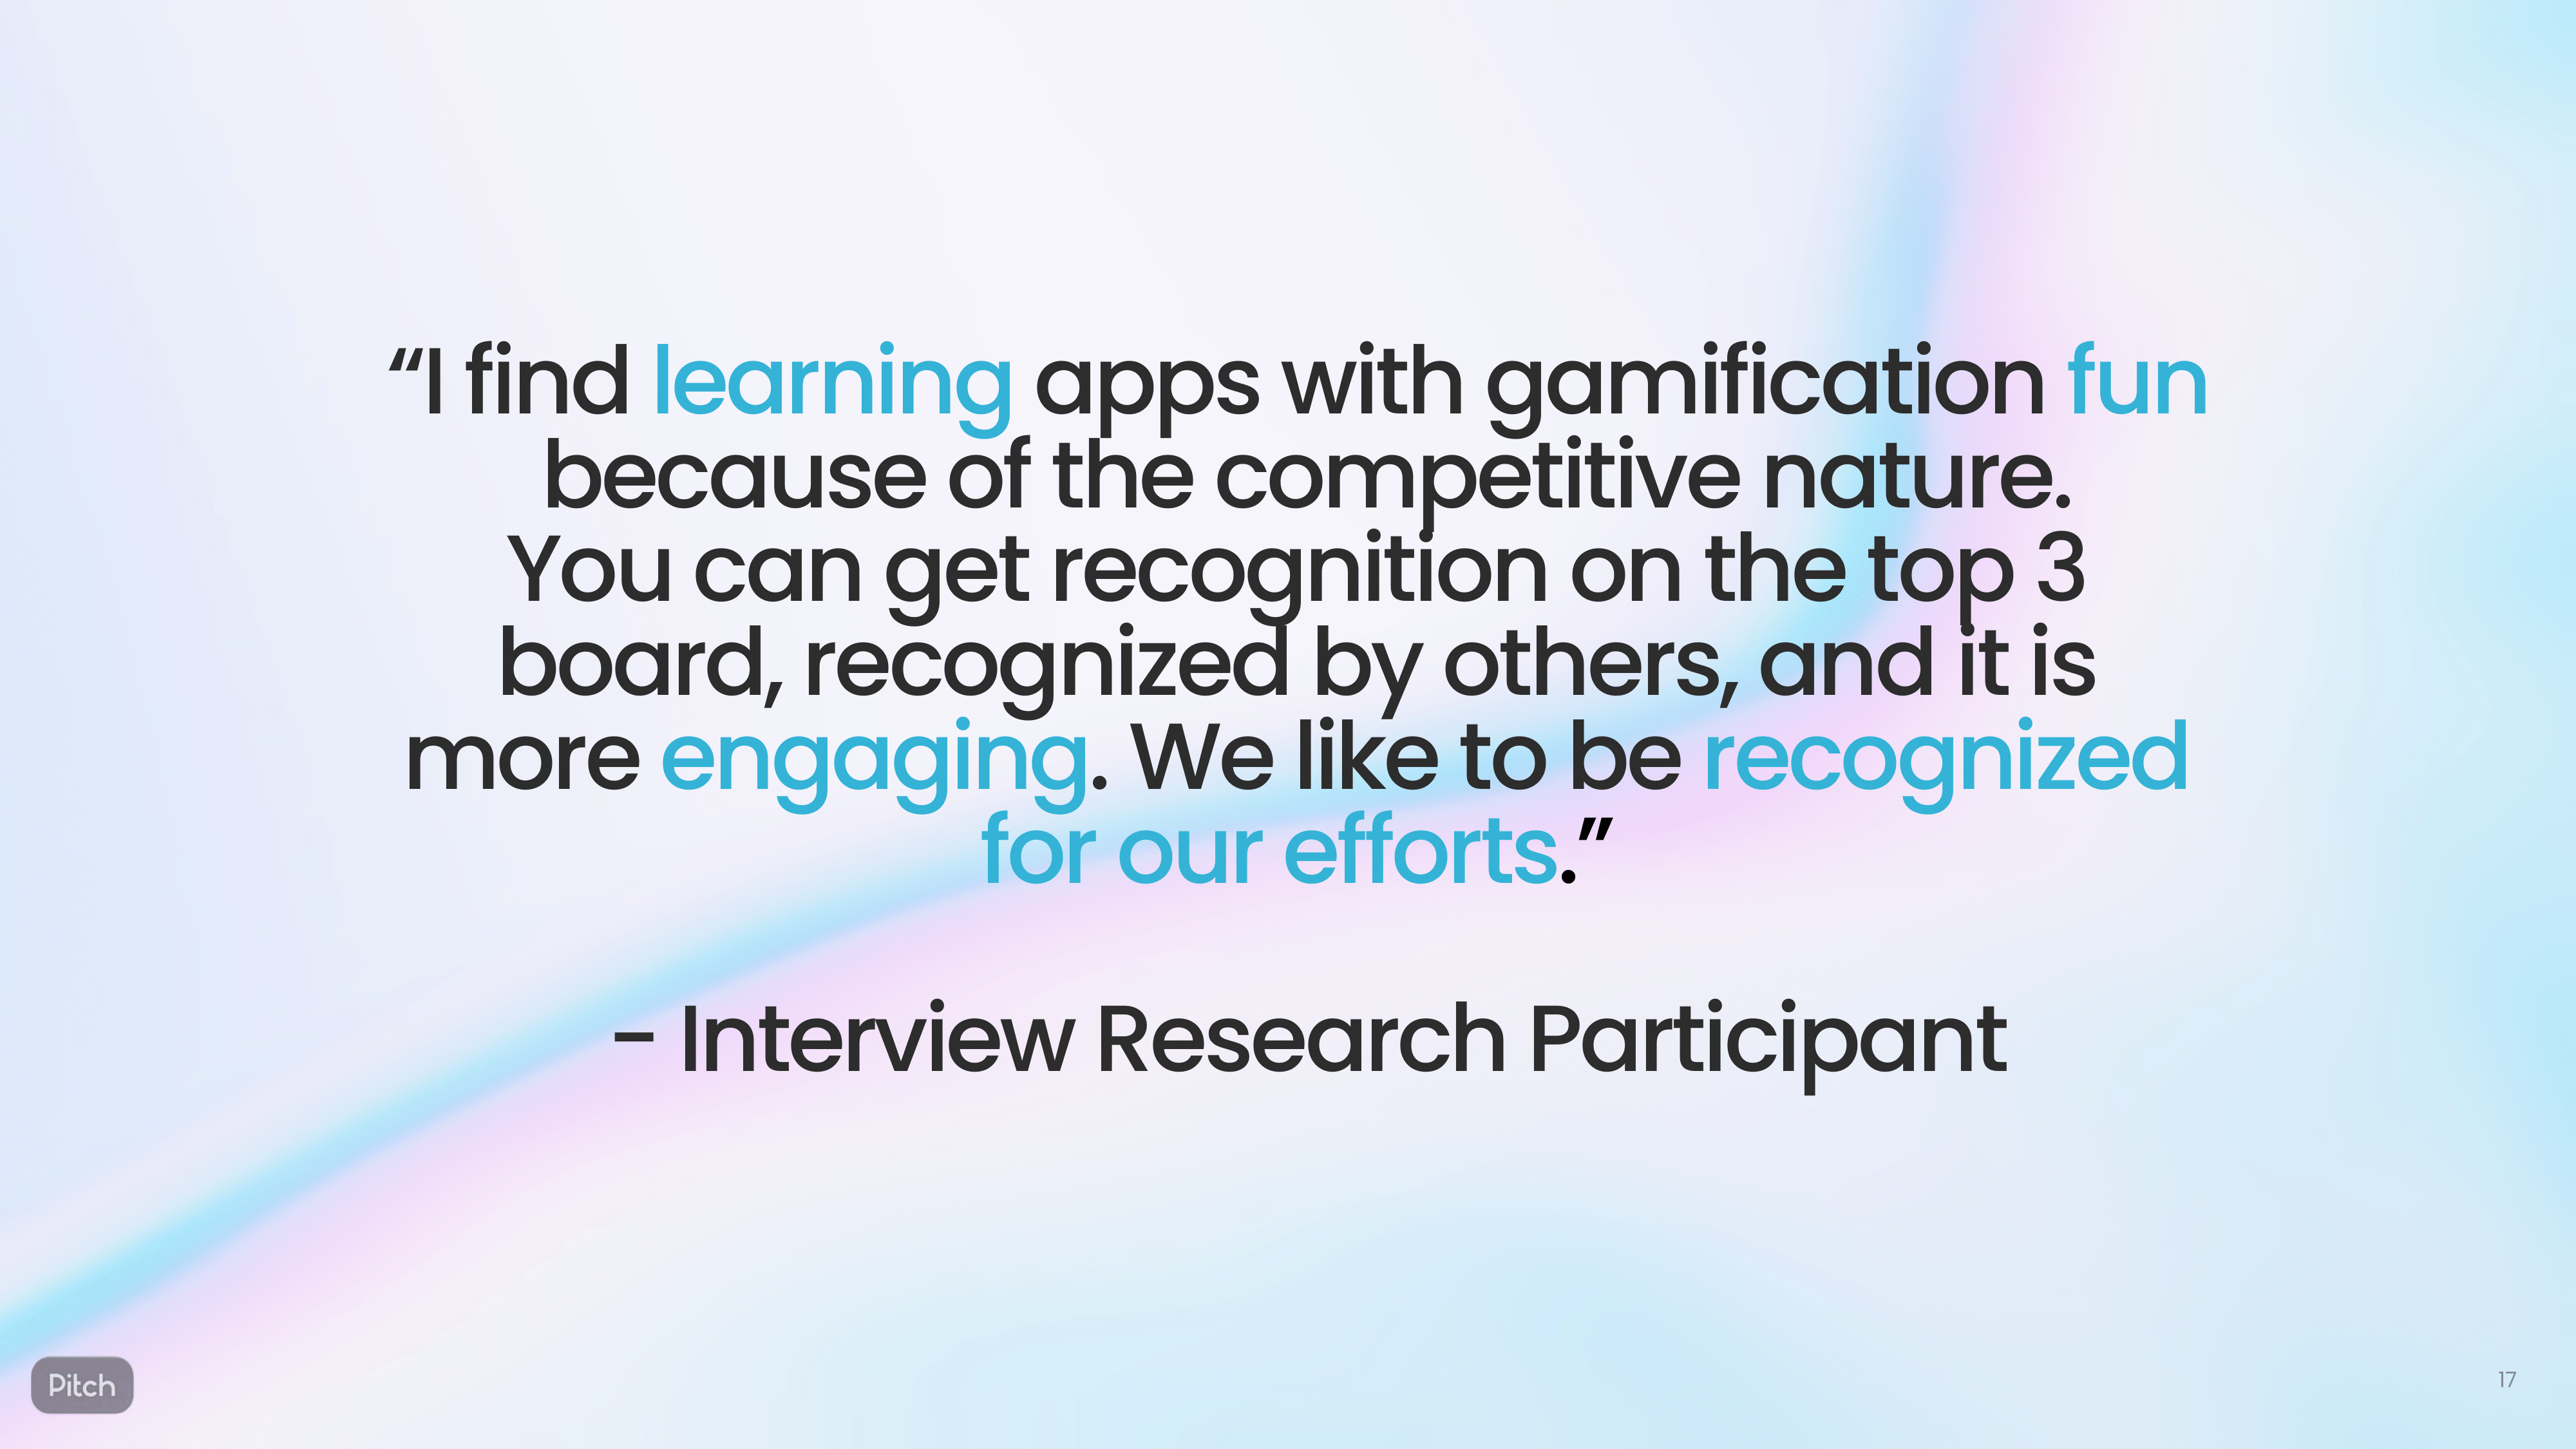 “I find learning apps with gamification fun
because of the competitive nature.
You can get recognition on the top 3
board, recognized by others, and it is
more engaging. We like to be recognized
for our efforts.”
- Interview Research Participant
Pitch
17